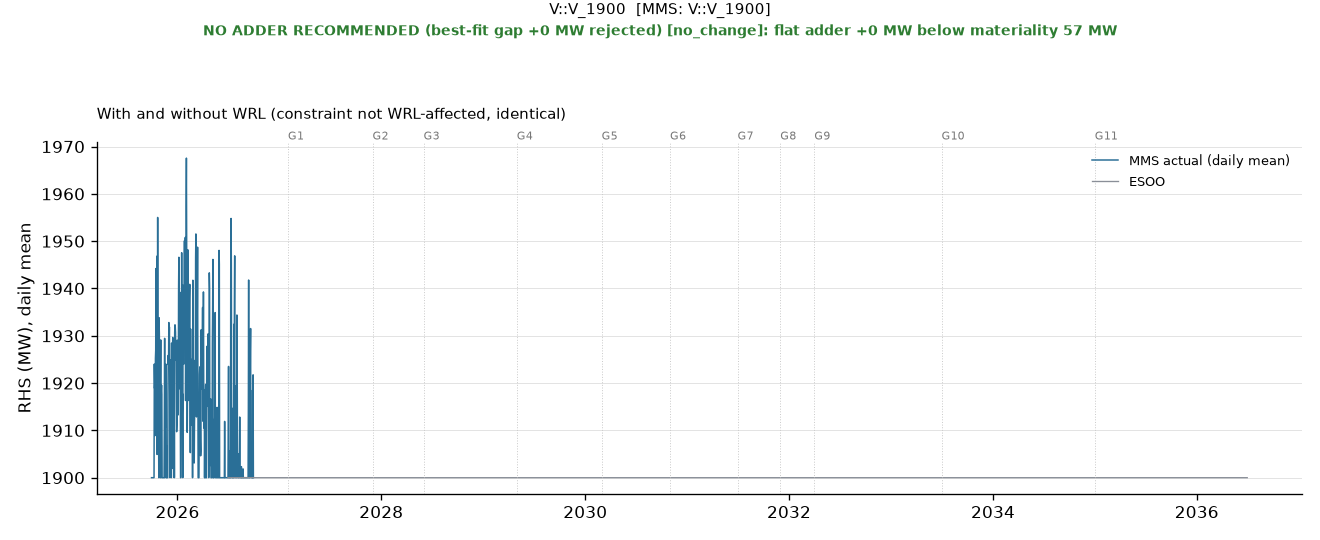 V::V_1900 [MMS: V::V_1900]
NO ADDER RECOMMENDED (best-fit gap +0 MW rejected) [no_change]: flat adder +0 MW below materiality 57 MW
With and without WRL (constraint not WRL-affected, identical)
G1 G2 G3 G4 G5 G6 G7 G8 G9 G10 G11
MMS actual (daily mean)
ESOO
RHS (MW), daily mean
1970
1960
1950
1940
1930
1920
1910
1900
2026 2028 2030 2032 2034 2036